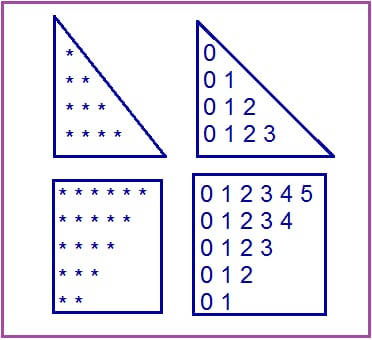 *
* *
* * *
* * * *
0
0 1
0 1 2
0 1 2 3
* * * * * *
* * * * *
* * * *
* * *
* *
0 1 2 3 4 5
0 1 2 3 4
0 1 2 3
0 1 2
0 1